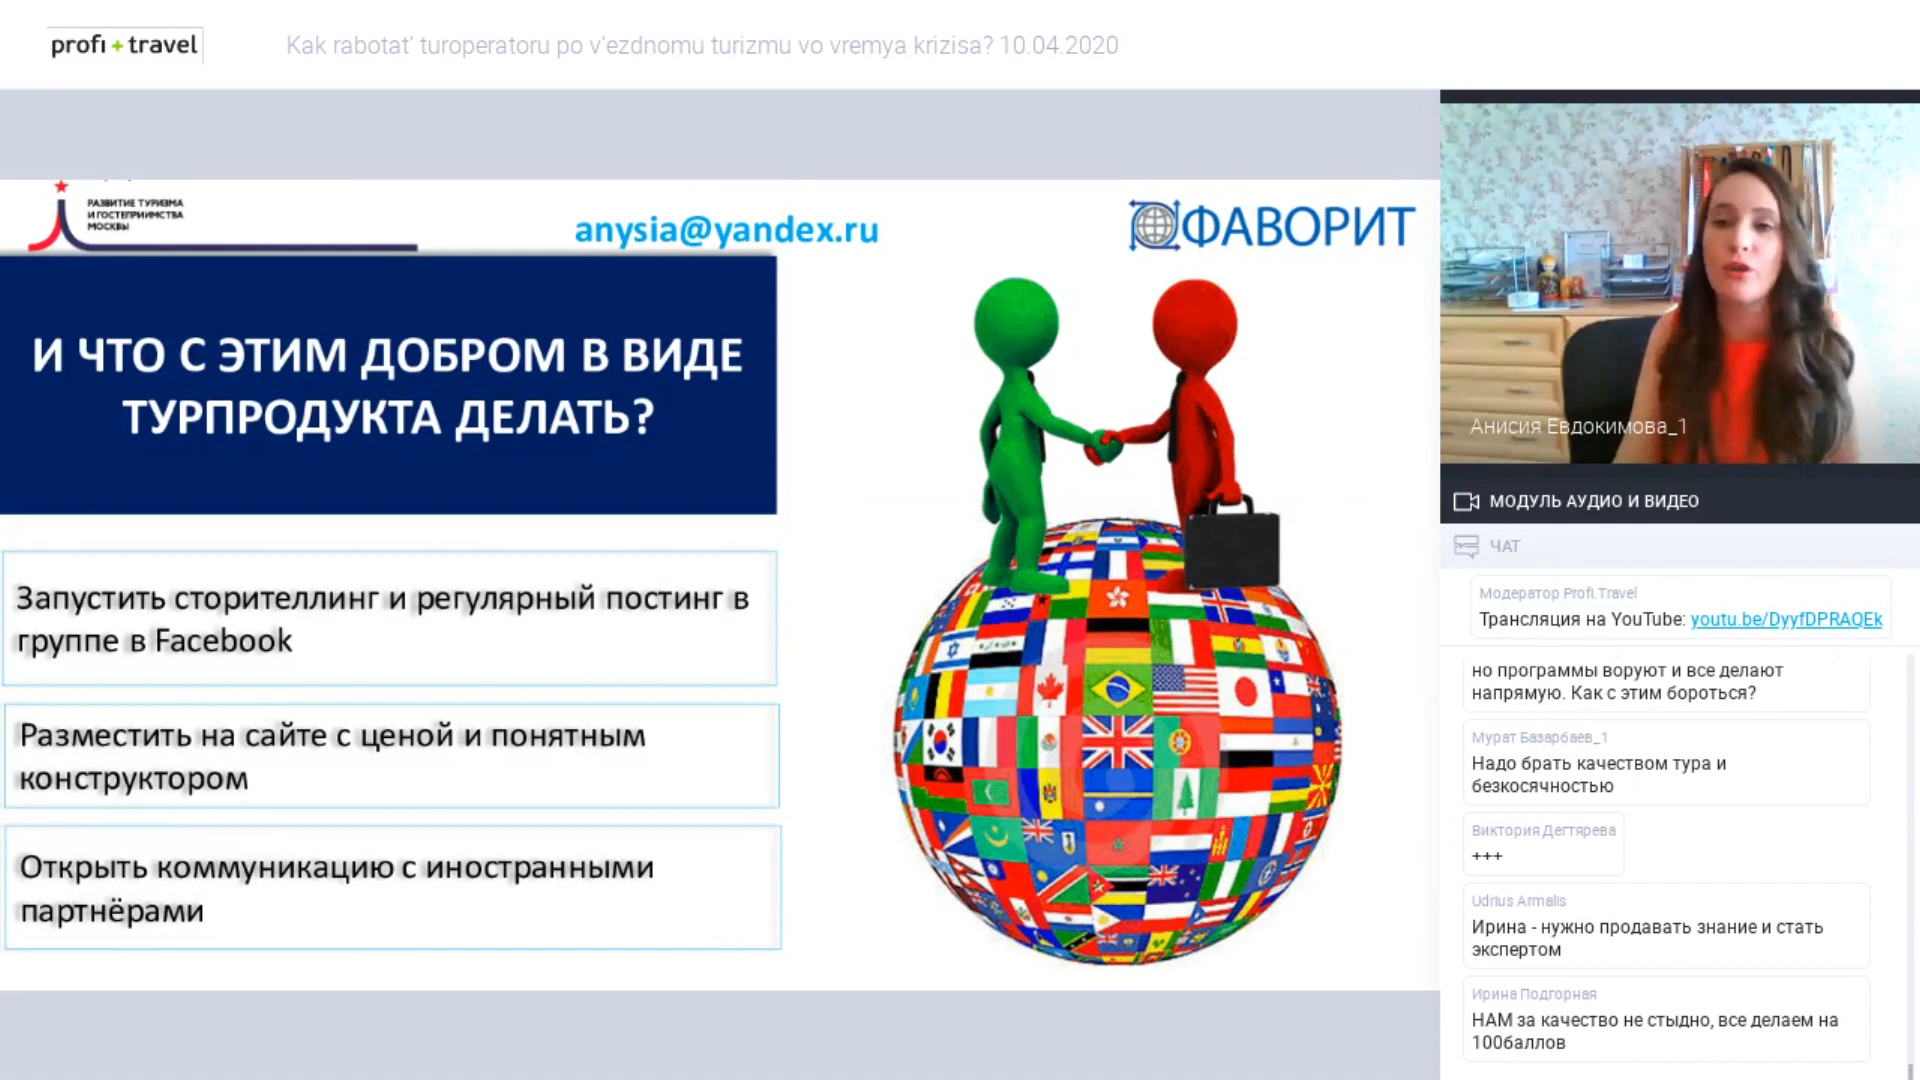 profi + travel
Kak rabotat' turoperatoru po v'ezdnomu turizmu vo vremya krizisa? 10.04.2020
РАЗВИТИЕ ТУРИЗМА
И ГОСТЕПРИИМСТВА
МОСКВЫ
anysia@yandex.ru
ФАВОРИТ
И ЧТО С ЭТИМ ДОБРОМ В ВИДЕ
ТУРПРОДУКТА ДЕЛАТЬ?
Запустить сторителлинг и регулярный постинг в
группе в Facebook
Разместить на сайте с ценой и понятным
конструктором
Открыть коммуникацию с иностранными
партнёрами
Анисия Евдокимова_1
МОДУЛЬ АУДИО И ВИДЕО
ЧАТ
Модератор Profi.Travel
Трансляция на YouTube: youtu.be/DyyfDPRAQEk
но программы воруют и все делают
напрямую. Как с этим бороться?
Мурат Базарбаев_1
Надо брать качеством тура и
безкосячностью
Виктория Дегтярева
+++
Udrius Armalis
Ирина - нужно продавать знание и стать
экспертом
Ирина Подгорная
НАМ за качество не стыдно, все делаем на
100баллов